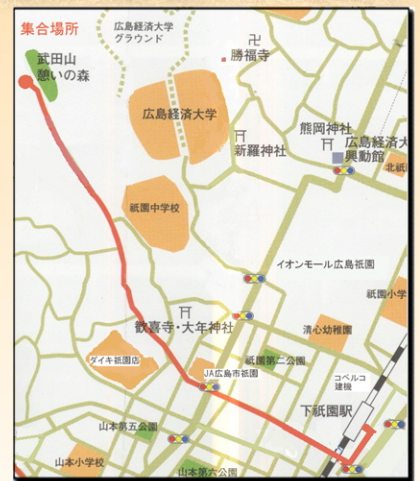 集合場所
広島経済大学
グラウンド
武田山
憩いの森
勝福寺
広島経済大学
熊岡神社
新羅神社
広島経済大
興動館
北祇
祇園中学校
イオンモール広島祇園
祇園小学
歓喜寺・大年神社
清心幼稚園
ダイキ祇園店
祇園第二公園
JA広島市祇園
コベルコ
建機
下祇園駅
山本第五公園
山本小学校
山本第六公園